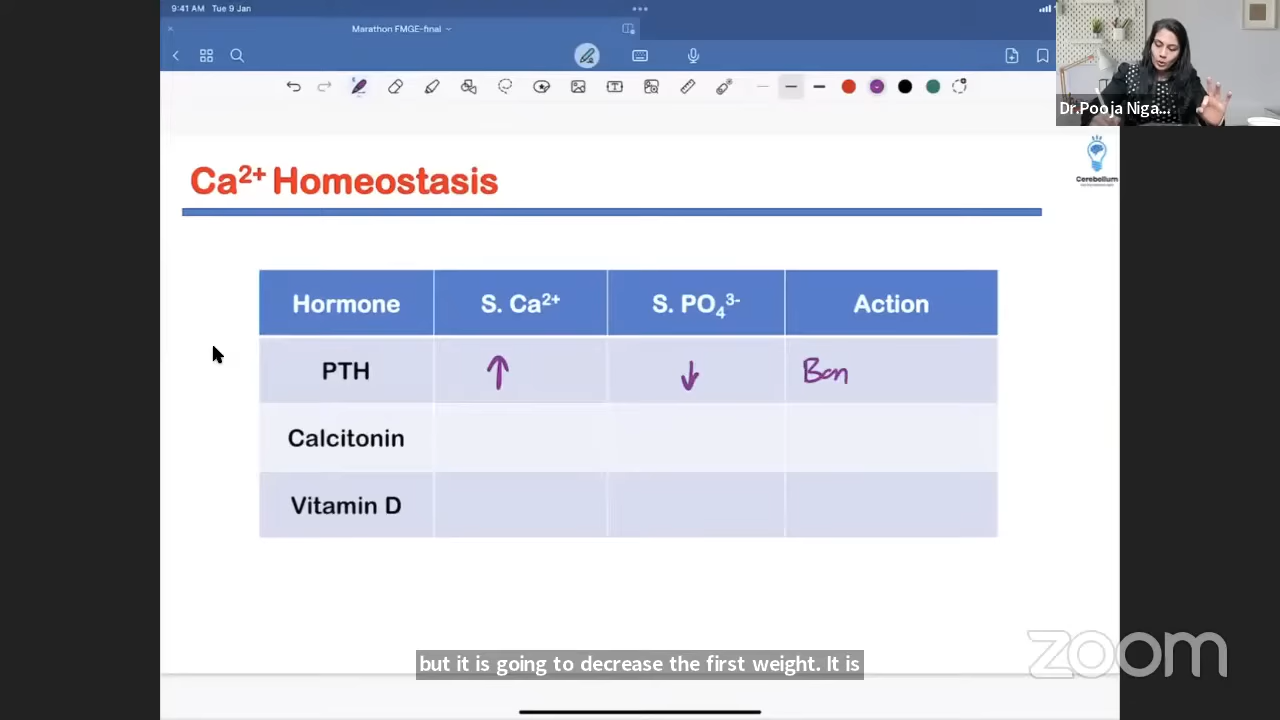 9:41 AM Tue 9 Jan
Marathon FMGE-final
Dr.Pooja Niga...
Cerebellum
Ca²⁺ Homeostasis
Hormone S. Ca²⁺ S. PO₄³⁻ Action
PTH ↑ ↓ Bon
Calcitonin
Vitamin D
but it is going to decrease the first weight. It is
zoom